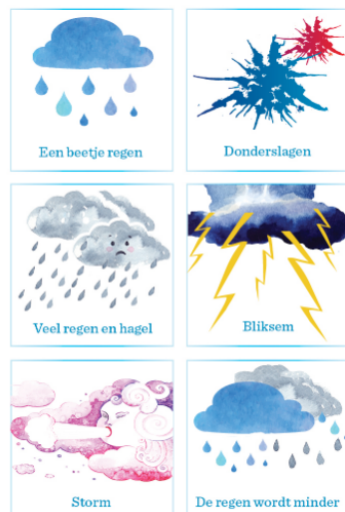 Een beetje regen
Donderslagen
Veel regen en hagel
Bliksem
Storm
De regen wordt minder